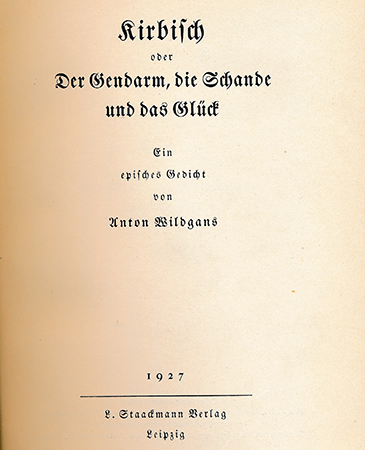 Kirbisch
oder
Der Gendarm, die Schande
und das Glück
Ein
episches Gedicht
von
Anton Wildgans
1927
L. Staackmann Verlag
Leipzig